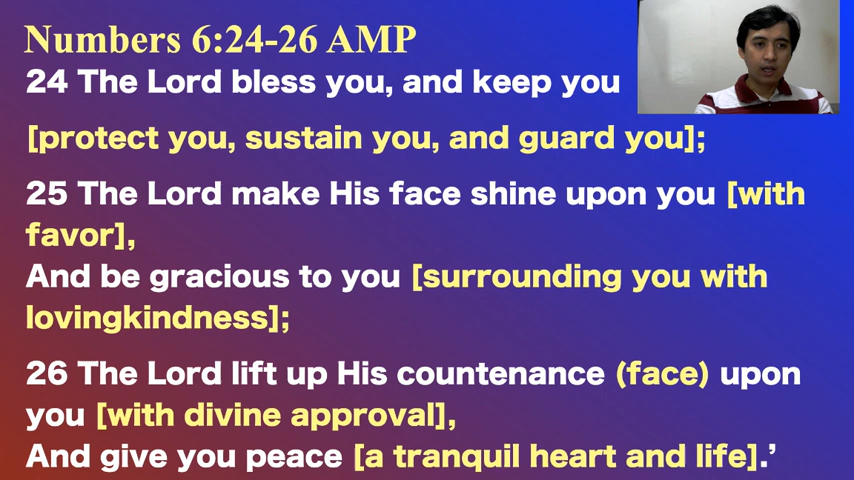 Numbers 6:24-26 AMP
24 The Lord bless you, and keep you
[protect you, sustain you, and guard you];
25 The Lord make His face shine upon you [with
favor],
And be gracious to you [surrounding you with
lovingkindness];
26 The Lord lift up His countenance (face) upon
you [with divine approval],
And give you peace [a tranquil heart and life].’